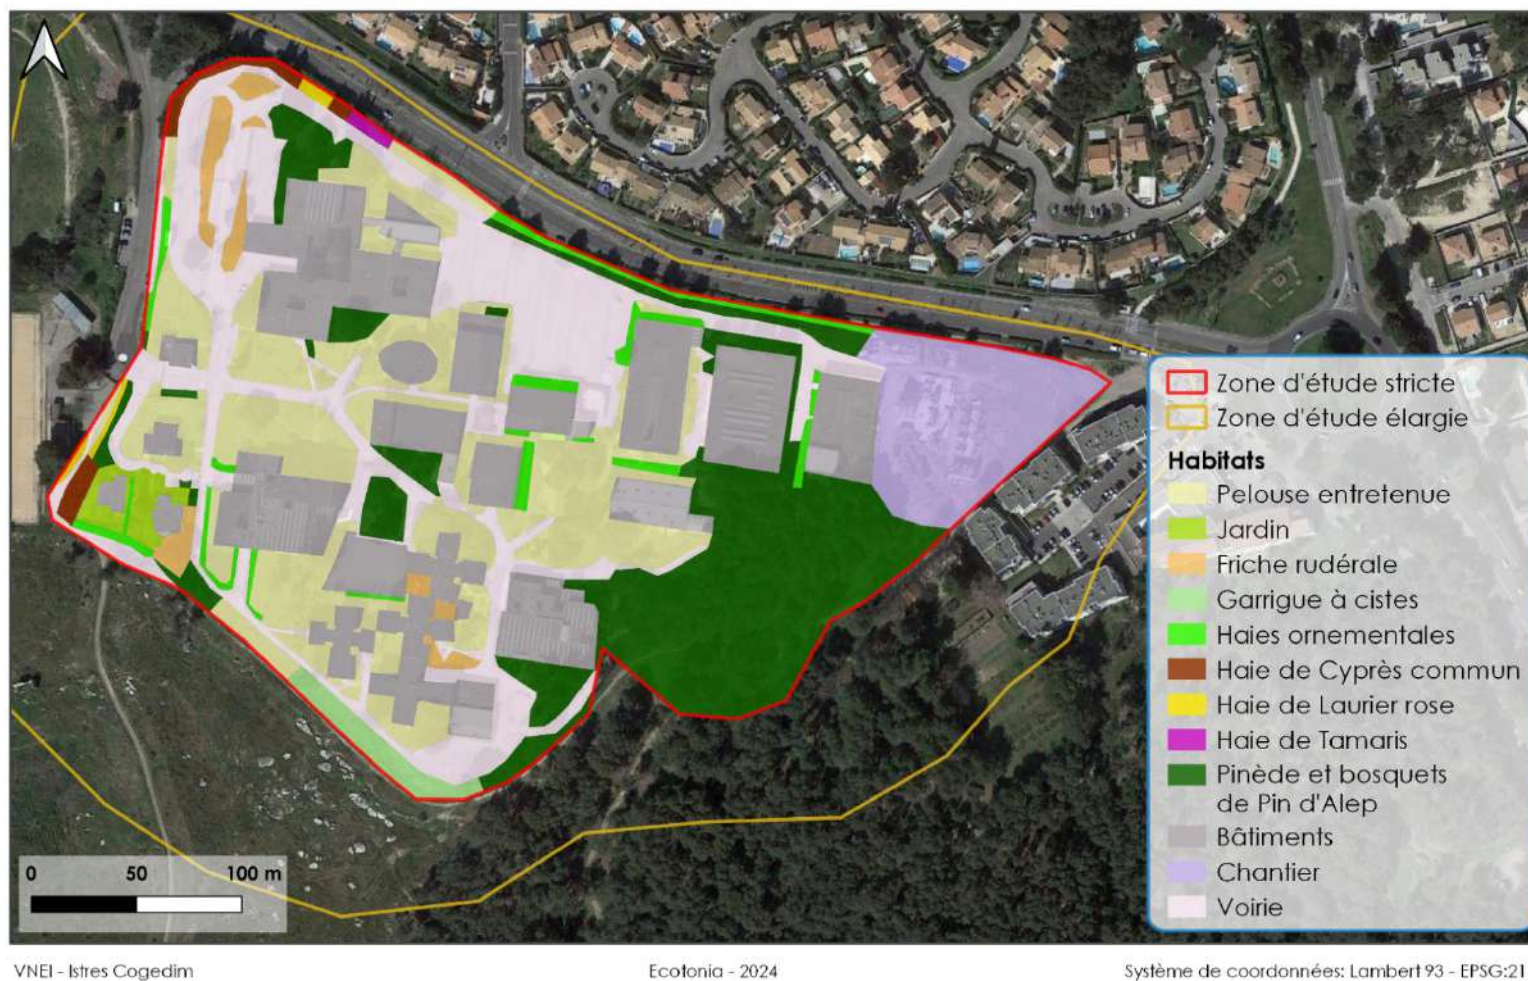 Zone d'étude stricte
Zone d'étude élargie
Habitats
Pelouse entretenue
Jardin
Friche rudérale
Garrigue à cistes
Haies ornementales
Haie de Cyprès commun
Haie de Laurier rose
Haie de Tamaris
Pinède et bosquets
de Pin d'Alep
Bâtiments
Chantier
Voirie
0 50 100 m
VNEI - Istres Cogedim
Ecotonia - 2024
Système de coordonnées: Lambert 93 - EPSG:21